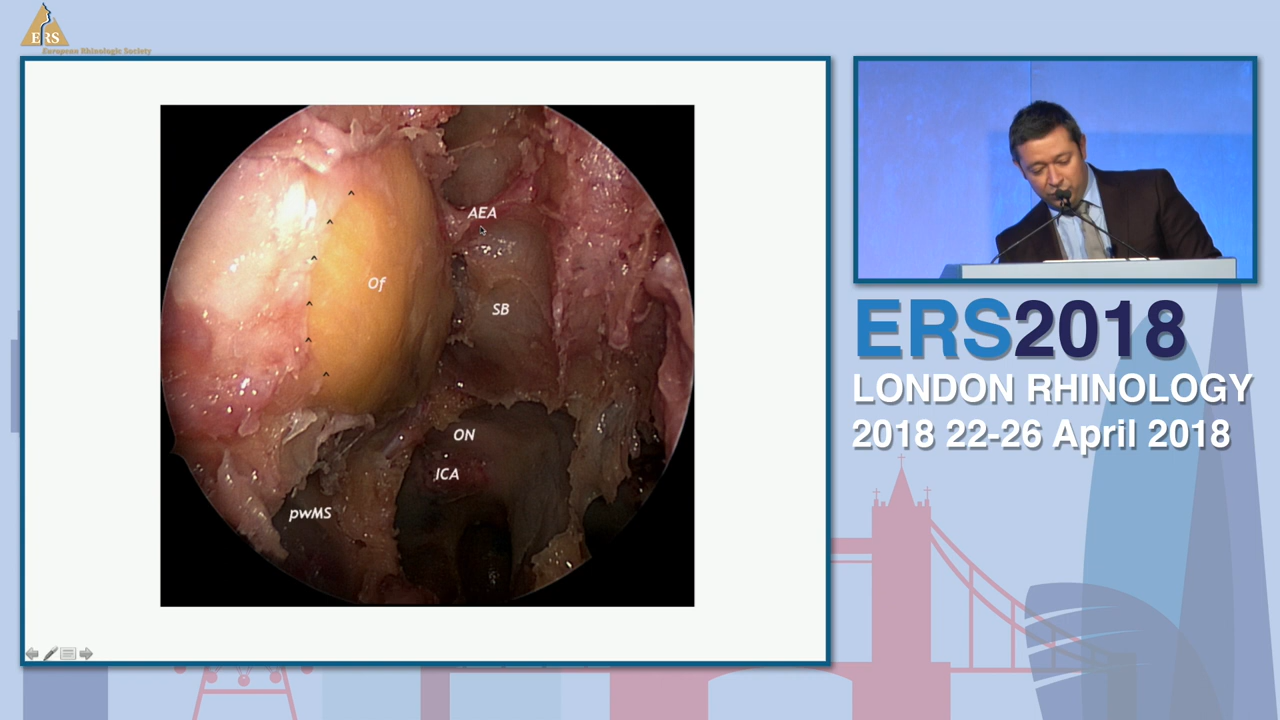 ERS
European Rhinologic Society
AEA
Of
SB
ON
ICA
pwMS
ERS2018
LONDON RHINOLOGY
2018 22-26 April 2018